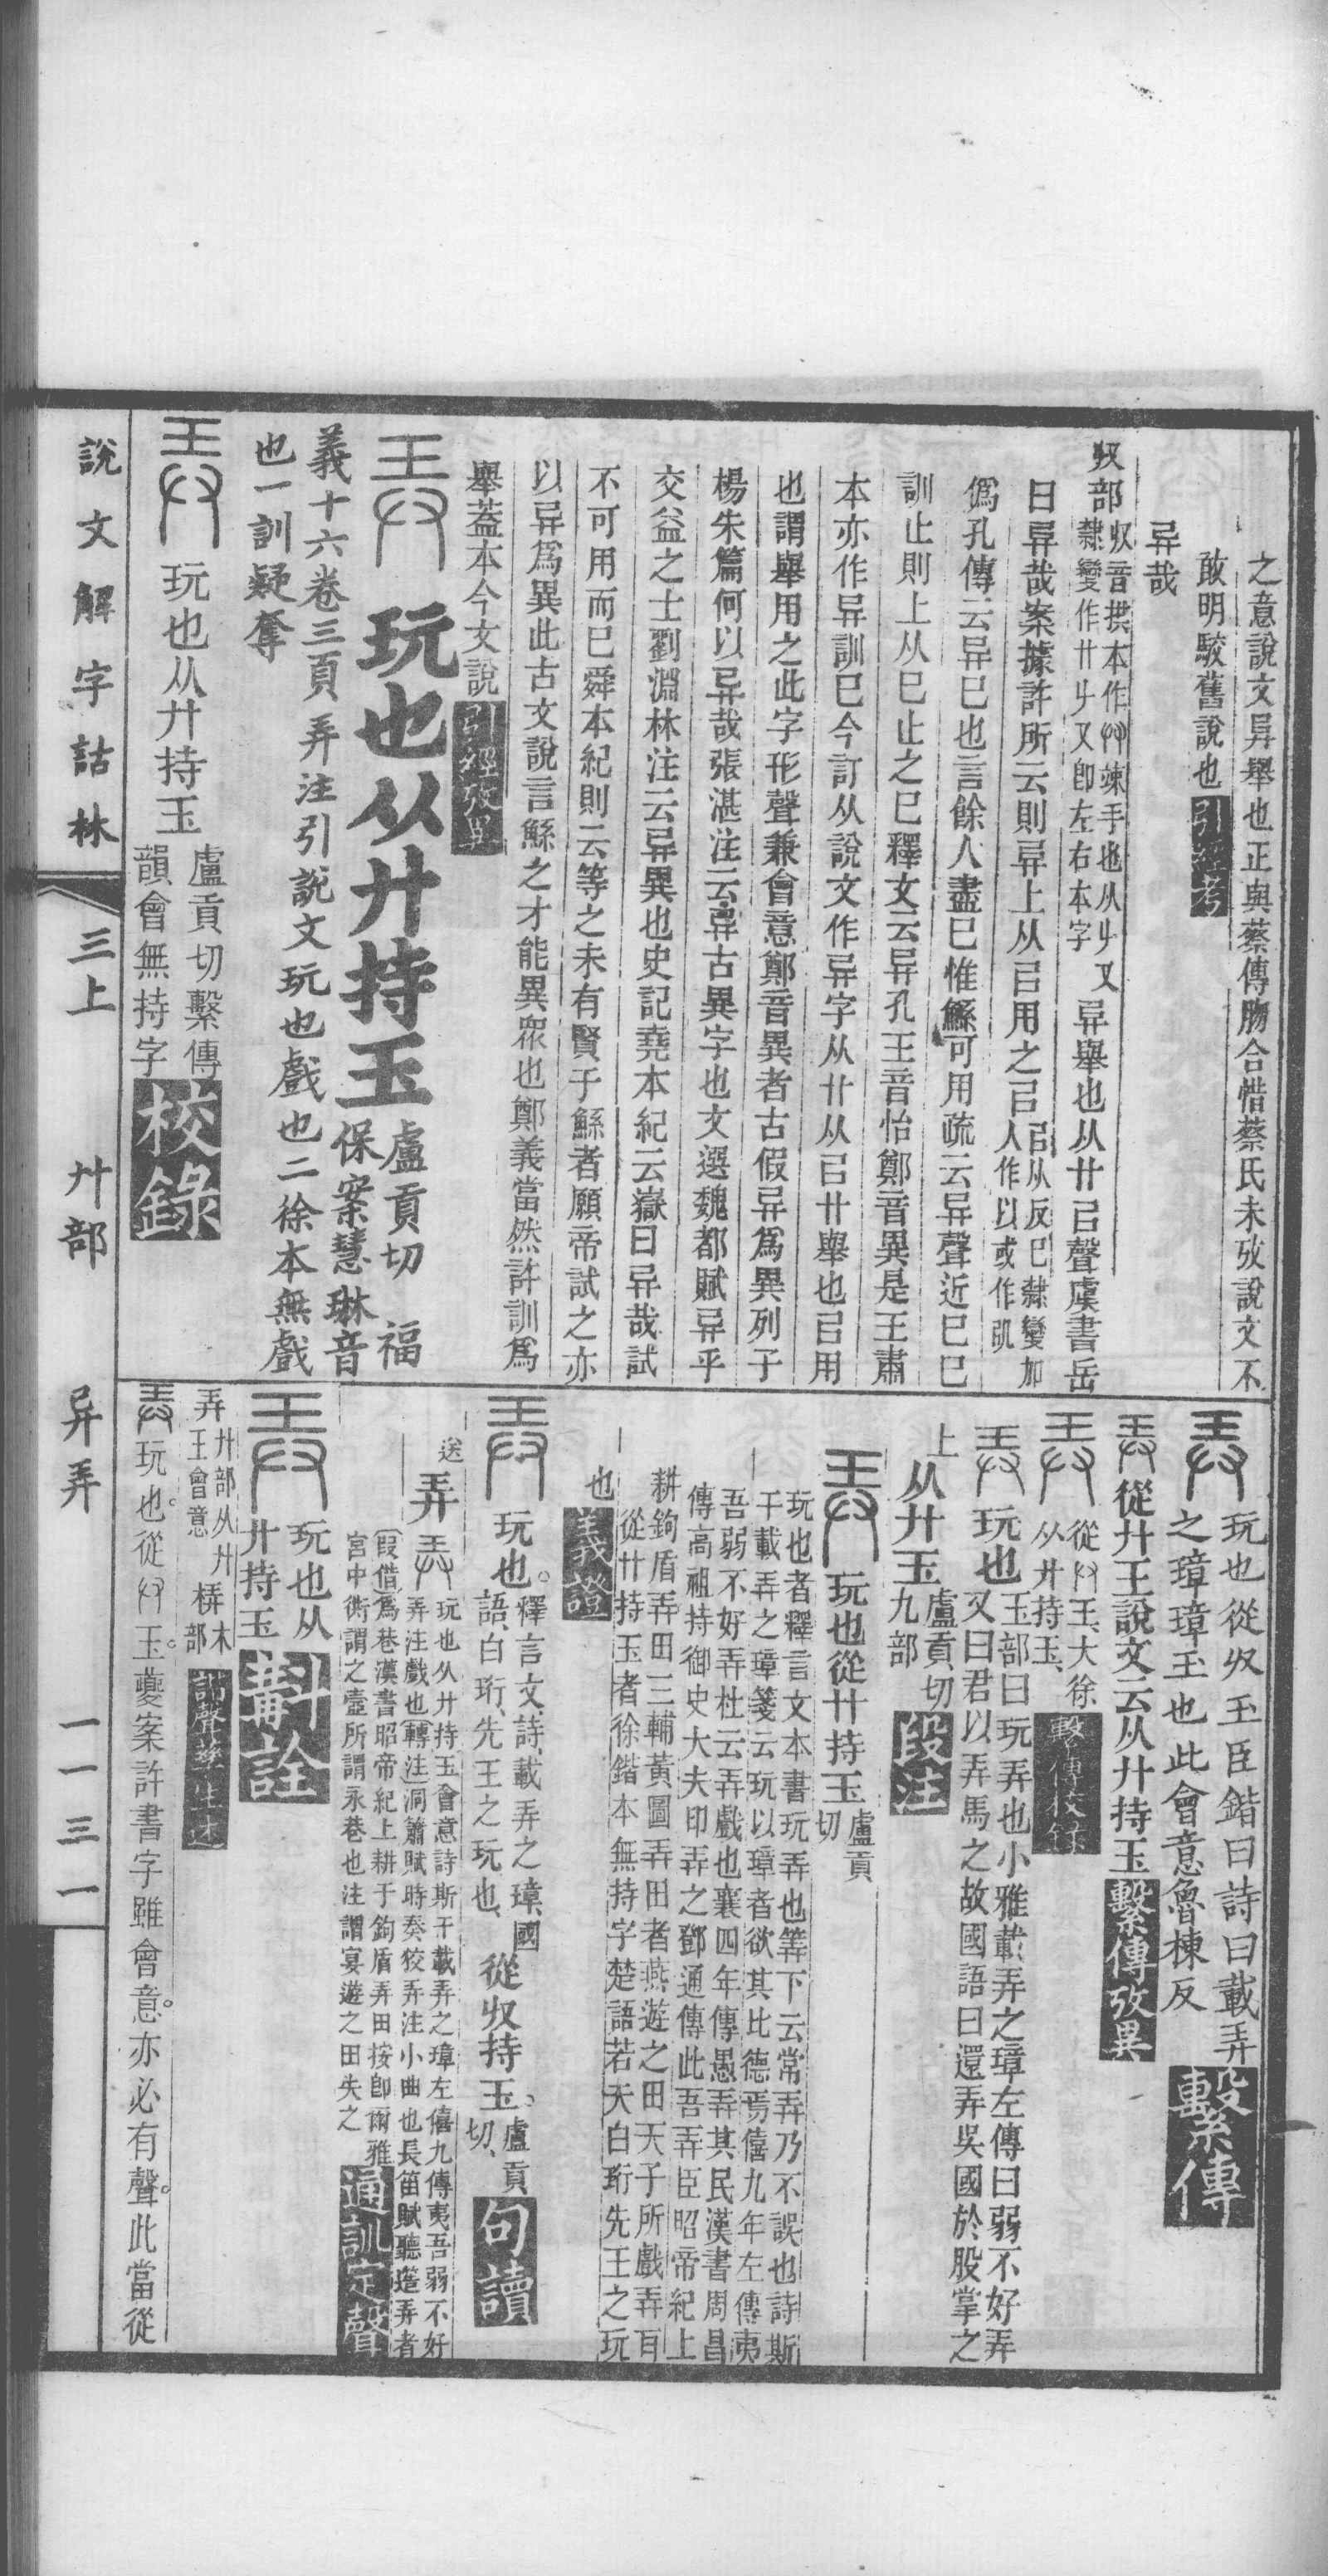 之意說文异舉也正與蔡傳脗合惜蔡氏未攷說文不
敢明駮舊說也引經考
异哉
𠬞部𠬞音拱本作𦥑竦手也从𠂇又
隸變作廾𠂇又卽左右本字
异舉也从廾㠯聲虞書岳
曰异哉案據許所云則异上从㠯用之㠯㠯从反巳隸變加
人作以或作㕥
僞孔傳云异巳也言餘人盡巳惟鯀可用疏云异聲近巳巳
訓止則上从巳止之巳釋文云异孔王音怡鄭音異是王肅
本亦作异訓巳今訂从說文作异字从廾从㠯廾舉也㠯用
也謂舉用之此字形聲兼會意鄭音異者古假异爲異列子
楊朱篇何以异哉張湛注云异古異字也文選魏都賦异乎
交益之士劉淵林注云异異也史記堯本紀云嶽曰异哉試
不可用而巳舜本紀則云等之未有賢于鯀者願帝試之亦
以异爲異此古文說言鯀之才能異衆也鄭義當然許訓爲
舉蓋本今文說引經攷異
玩也从廾持玉盧貢切 福
保案慧琳音
義十六卷三頁弄注引說文玩也戲也二徐本無戲
也一訓疑奪
玩也从廾持玉盧貢切繫傳
韻會無持字校錄
玩也從𠬞玉臣鍇曰詩曰載弄
之璋璋玉也此會意魯棟反繫傳
從廾王說文云从廾持玉繫傳攷異
從𠬞王大徐
从廾持玉繫傳校錄
玩也玉部曰玩弄也小雅載弄之璋左傳曰弱不好弄
又曰君以弄馬之故國語曰還弄吳國於股掌之
上从廾玉盧貢切
九部段注
玩也從廾持玉盧貢
切
玩也者釋言文本書玩弄也筭下云常弄乃不誤也詩斯
干載弄之璋箋云玩以璋者欲其比德焉僖九年左傳夷
吾弱不好弄杜云弄戲也襄四年傳愚弄其民漢書周昌
傳高祖持御史大夫印弄之鄧通傳此吾弄臣昭帝紀上
耕鉤盾弄田三輔黃圖弄田者燕遊之田天子所戲弄耳
從廾持玉者徐鍇本無持字楚語若夫白珩先王之玩
也義證
玩也。釋言文、詩、載弄之璋、國
語、白珩、先王之玩也、從𠬞持玉。盧貢
切、句讀
送
弄玩也从廾持玉會意詩斯干載弄之璋左僖九傳夷吾弱不好
弄注戲也轉注洞簫賦時奏狡弄注小曲也長笛賦聽簉弄者
叚借爲巷漢書昭帝紀上耕于鉤盾弄田按卽爾雅
宮中衖謂之壼所謂永巷也注謂宴遊之田失之通訓定聲
玩也从
廾持玉斠詮
弄廾部从廾
王會意梇木
部諧聲孳生述
玩也。從𠬞玉。夔案許書字雖會意。亦必有聲。此當從
說文解字詁林
三上
廾部
异弄
一一三一